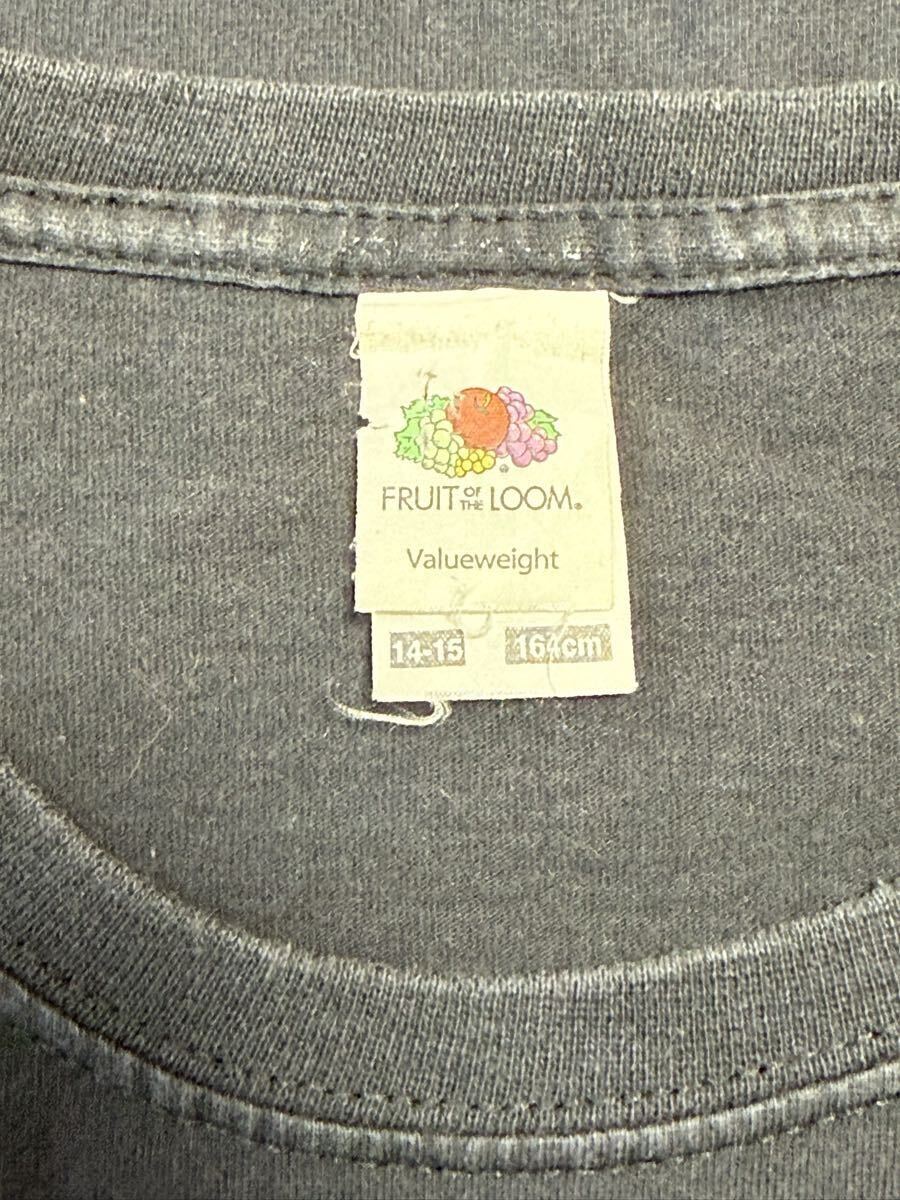 FRUIT OF THE LOOM®
Valueweight
14-15 164cm